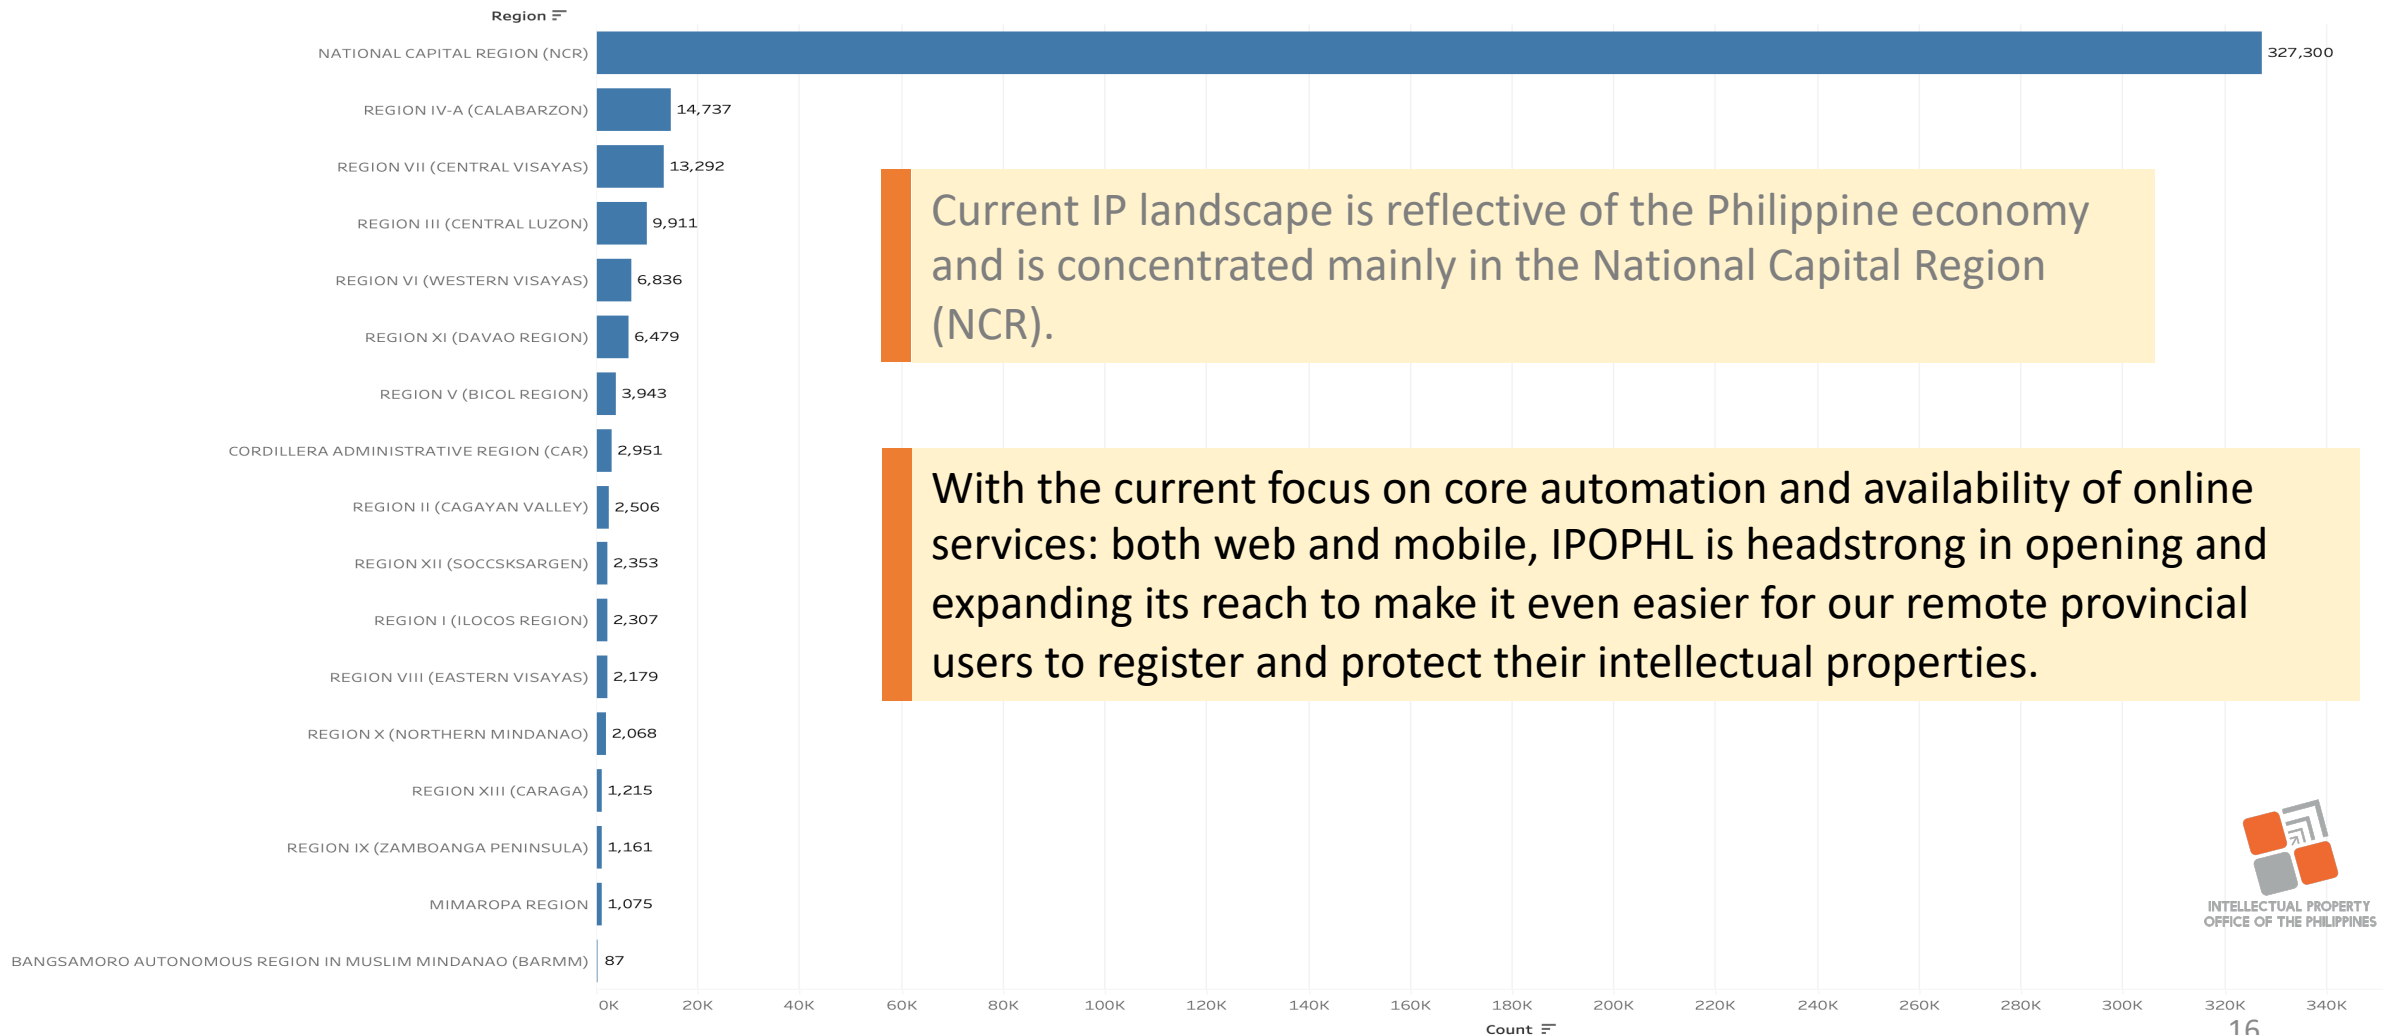 Region
NATIONAL CAPITAL REGION (NCR) 327,300
REGION IV-A (CALABARZON) 14,737
REGION VII (CENTRAL VISAYAS) 13,292
REGION III (CENTRAL LUZON) 9,911
REGION VI (WESTERN VISAYAS) 6,836
REGION XI (DAVAO REGION) 6,479
REGION V (BICOL REGION) 3,943
CORDILLERA ADMINISTRATIVE REGION (CAR) 2,951
REGION II (CAGAYAN VALLEY) 2,506
REGION XII (SOCCSKSARGEN) 2,353
REGION I (ILOCOS REGION) 2,307
REGION VIII (EASTERN VISAYAS) 2,179
REGION X (NORTHERN MINDANAO) 2,068
REGION XIII (CARAGA) 1,215
REGION IX (ZAMBOANGA PENINSULA) 1,161
MIMAROPA REGION 1,075
BANGSAMORO AUTONOMOUS REGION IN MUSLIM MINDANAO (BARMM) 87
0K 20K 40K 60K 80K 100K 120K 140K 160K 180K 200K 220K 240K 260K 280K 300K 320K 340K
Count
Current IP landscape is reflective of the Philippine economy
and is concentrated mainly in the National Capital Region
(NCR).
With the current focus on core automation and availability of online
services: both web and mobile, IPOPHL is headstrong in opening and
expanding its reach to make it even easier for our remote provincial
users to register and protect their intellectual properties.
INTELLECTUAL PROPERTY
OFFICE OF THE PHILIPPINES
16